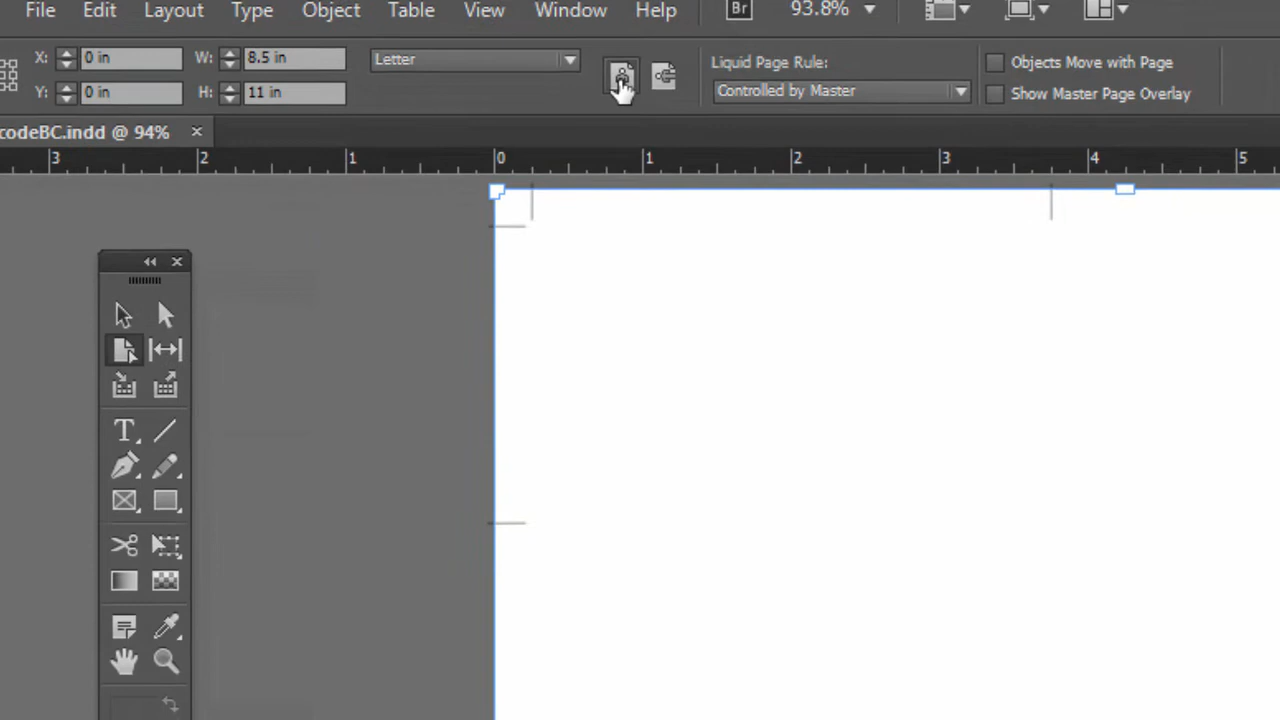 File Edit Layout Type Object Table View Window Help Br 93.8%
X: 0 in W: 8.5 in Letter Liquid Page Rule: Objects Move with Page
Y: 0 in H: 11 in Controlled by Master Show Master Page Overlay
codeBC.indd @ 94% ×
3 2 1 0 1 2 3 4 5
T